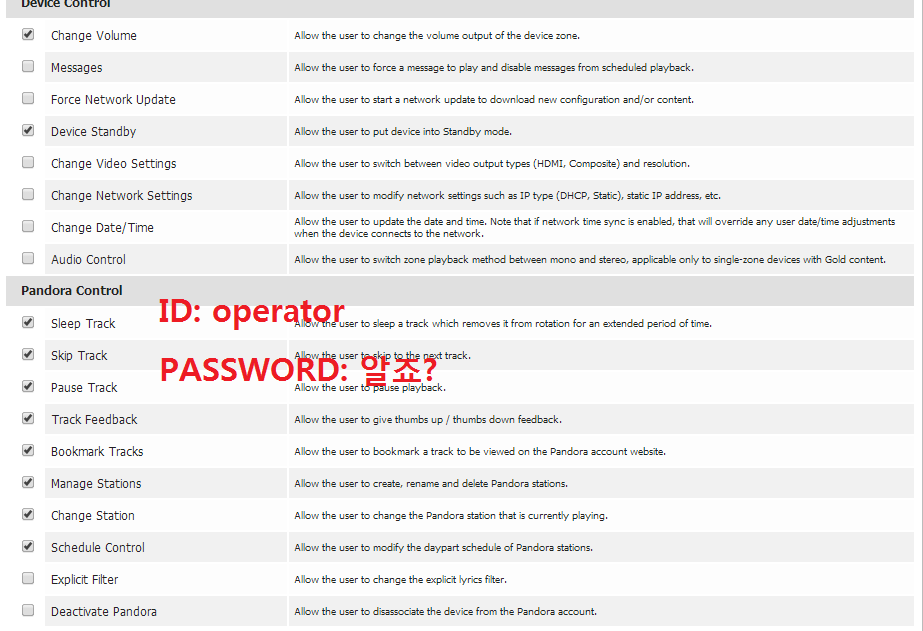 Device Control
Change Volume Allow the user to change the volume output of the device zone.
Messages Allow the user to force a message to play and disable messages from scheduled playback.
Force Network Update Allow the user to start a network update to download new configuration and/or content.
Device Standby Allow the user to put device into Standby mode.
Change Video Settings Allow the user to switch between video output types (HDMI, Composite) and resolution.
Change Network Settings Allow the user to modify network settings such as IP type (DHCP, Static), static IP address, etc.
Change Date/Time Allow the user to update the date and time. Note that if network time sync is enabled, that will override any user date/time adjustments
when the device connects to the network.
Audio Control Allow the user to switch zone playback method between mono and stereo, applicable only to single-zone devices with Gold content.
Pandora Control
ID: operator
Sleep Track Allow the user to sleep a track which removes it from rotation for an extended period of time.
Skip Track Allow the user to skip to the next track.
PASSWORD: 알죠?
Pause Track Allow the user to pause playback.
Track Feedback Allow the user to give thumbs up / thumbs down feedback.
Bookmark Tracks Allow the user to bookmark a track to be viewed on the Pandora account website.
Manage Stations Allow the user to create, rename and delete Pandora stations.
Change Station Allow the user to change the Pandora station that is currently playing.
Schedule Control Allow the user to modify the daypart schedule of Pandora stations.
Explicit Filter Allow the user to change the explicit lyrics filter.
Deactivate Pandora Allow the user to disassociate the device from the Pandora account.